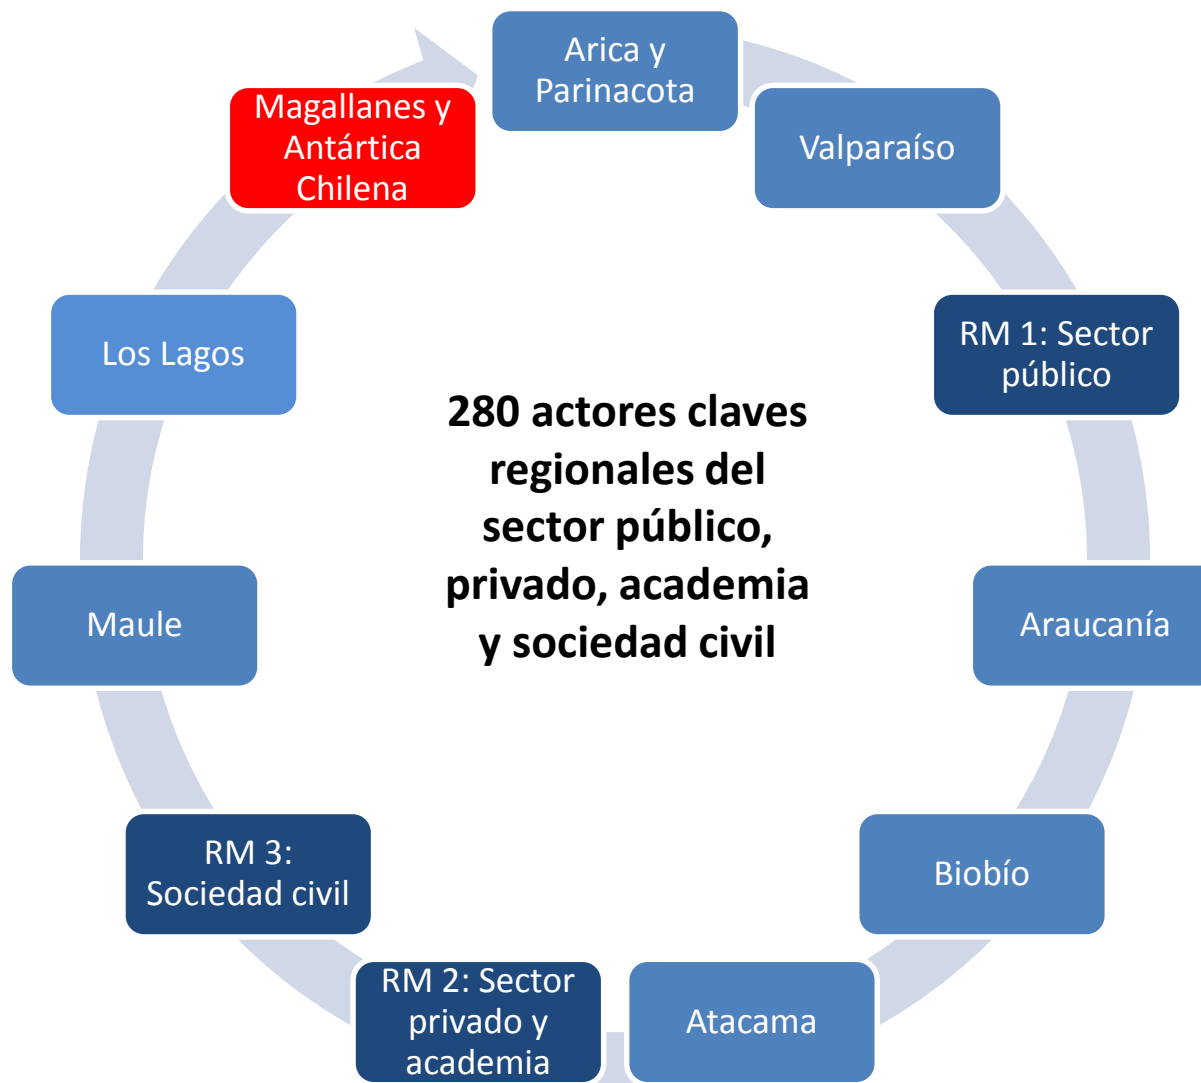 Arica y
Parinacota
Valparaíso
RM 1: Sector
público
Araucanía
Biobío
Atacama
RM 2: Sector
privado y
academia
RM 3:
Sociedad civil
Maule
Los Lagos
Magallanes y
Antártica
Chilena
280 actores claves
regionales del
sector público,
privado, academia
y sociedad civil